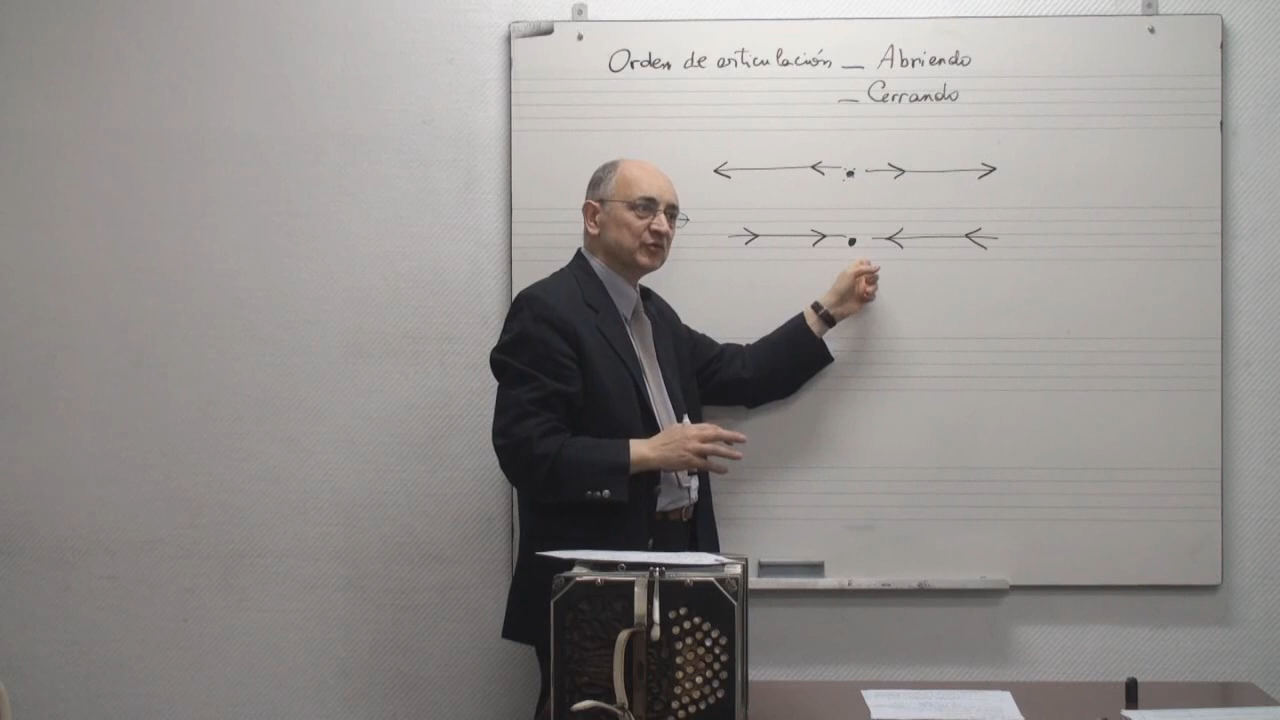 Orden de articulación — Abriendo
— Cerrando